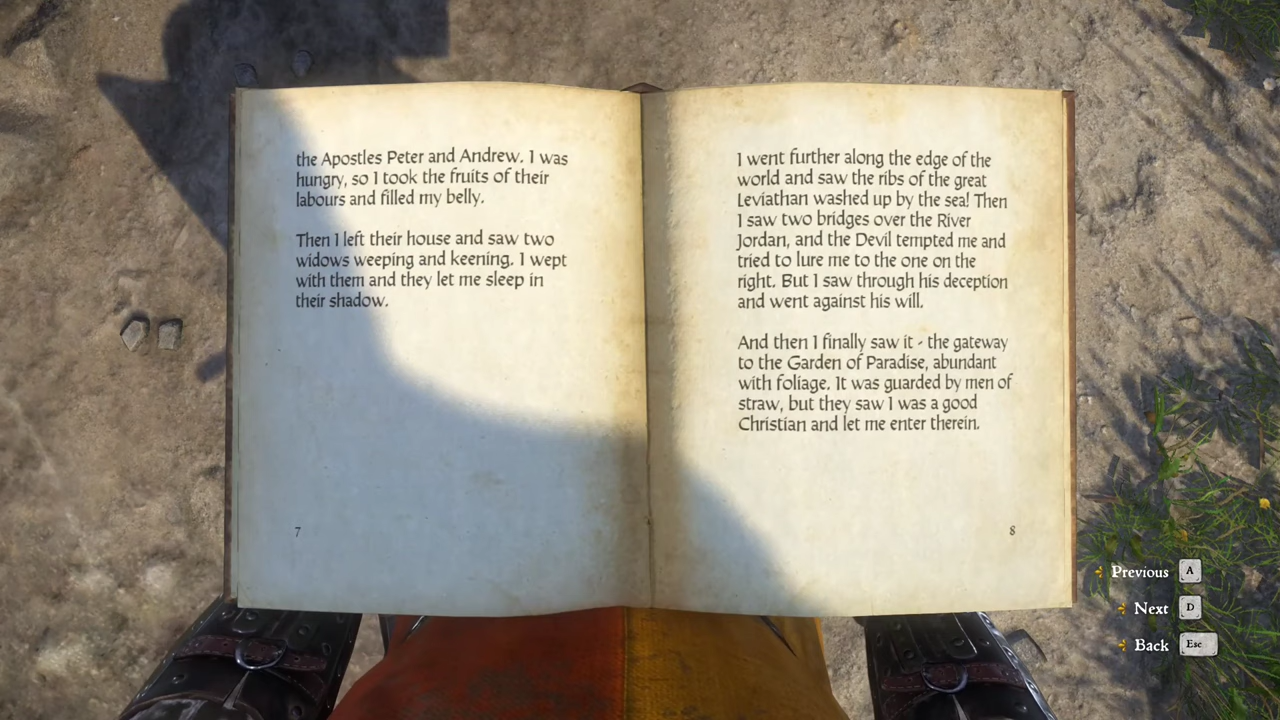 the Apostles Peter and Andrew. I was
hungry, so I took the fruits of their
labours and filled my belly.
Then I left their house and saw two
widows weeping and keening. I wept
with them and they let me sleep in
their shadow.
7
I went further along the edge of the
world and saw the ribs of the great
Leviathan washed up by the sea! Then
I saw two bridges over the River
Jordan, and the Devil tempted me and
tried to lure me to the one on the
right. But I saw through his deception
and went against his will.
And then I finally saw it - the gateway
to the Garden of Paradise, abundant
with foliage. It was guarded by men of
straw, but they saw I was a good
Christian and let me enter therein.
8
Previous A
Next D
Back Esc